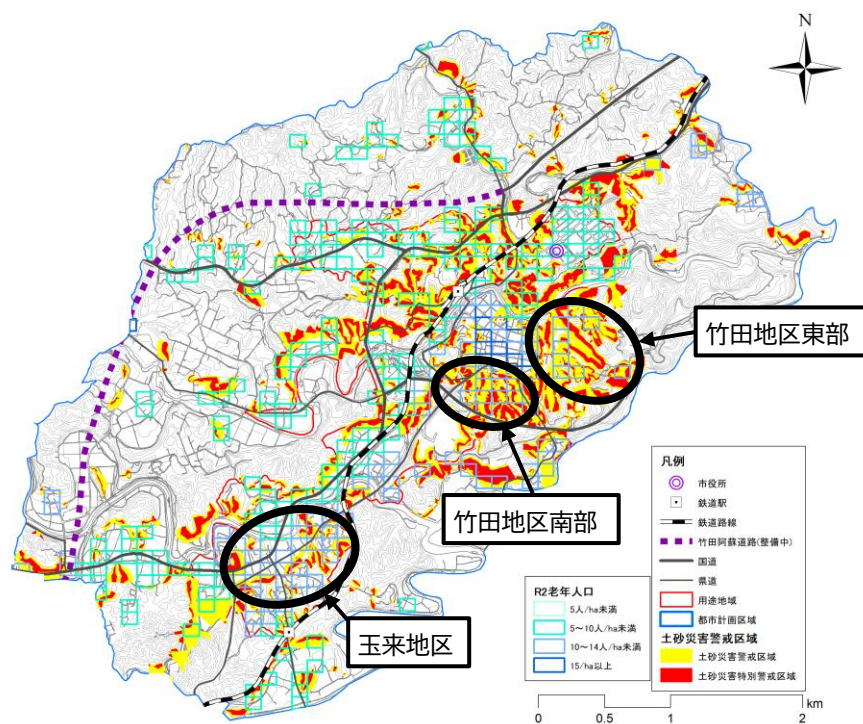 N
竹田地区東部
竹田地区南部
玉来地区
凡例
市役所
鉄道駅
鉄道路線
竹田阿蘇道路(整備中)
国道
県道
用途地域
都市計画区域
土砂災害警戒区域
土砂災害警戒区域
土砂災害特別警戒区域
R2老年人口
5人/ha未満
5～10人/ha未満
10～14人/ha未満
15/ha以上
km
0 0.5 1 2